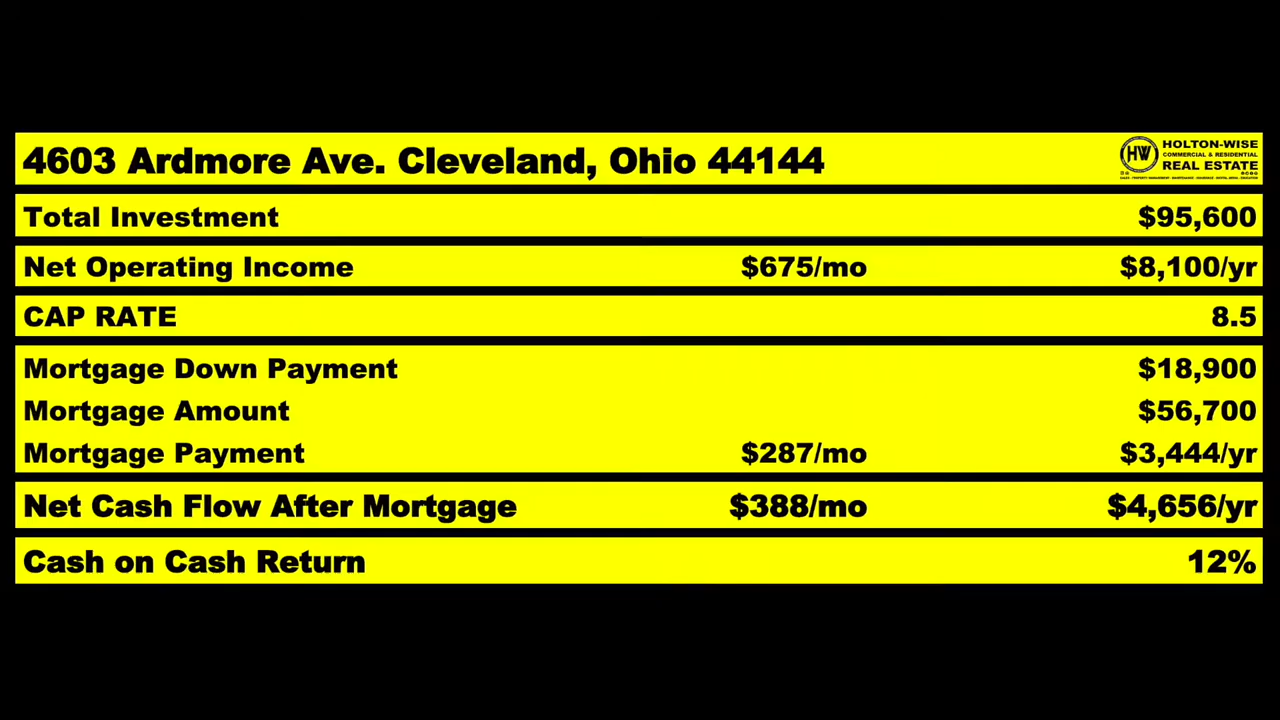 4603 Ardmore Ave. Cleveland, Ohio 44144
HW
HOLTON-WISE
COMMERCIAL & RESIDENTIAL
REAL ESTATE
Total Investment $95,600
Net Operating Income $675/mo $8,100/yr
CAP RATE 8.5
Mortgage Down Payment $18,900
Mortgage Amount $56,700
Mortgage Payment $287/mo $3,444/yr
Net Cash Flow After Mortgage $388/mo $4,656/yr
Cash on Cash Return 12%